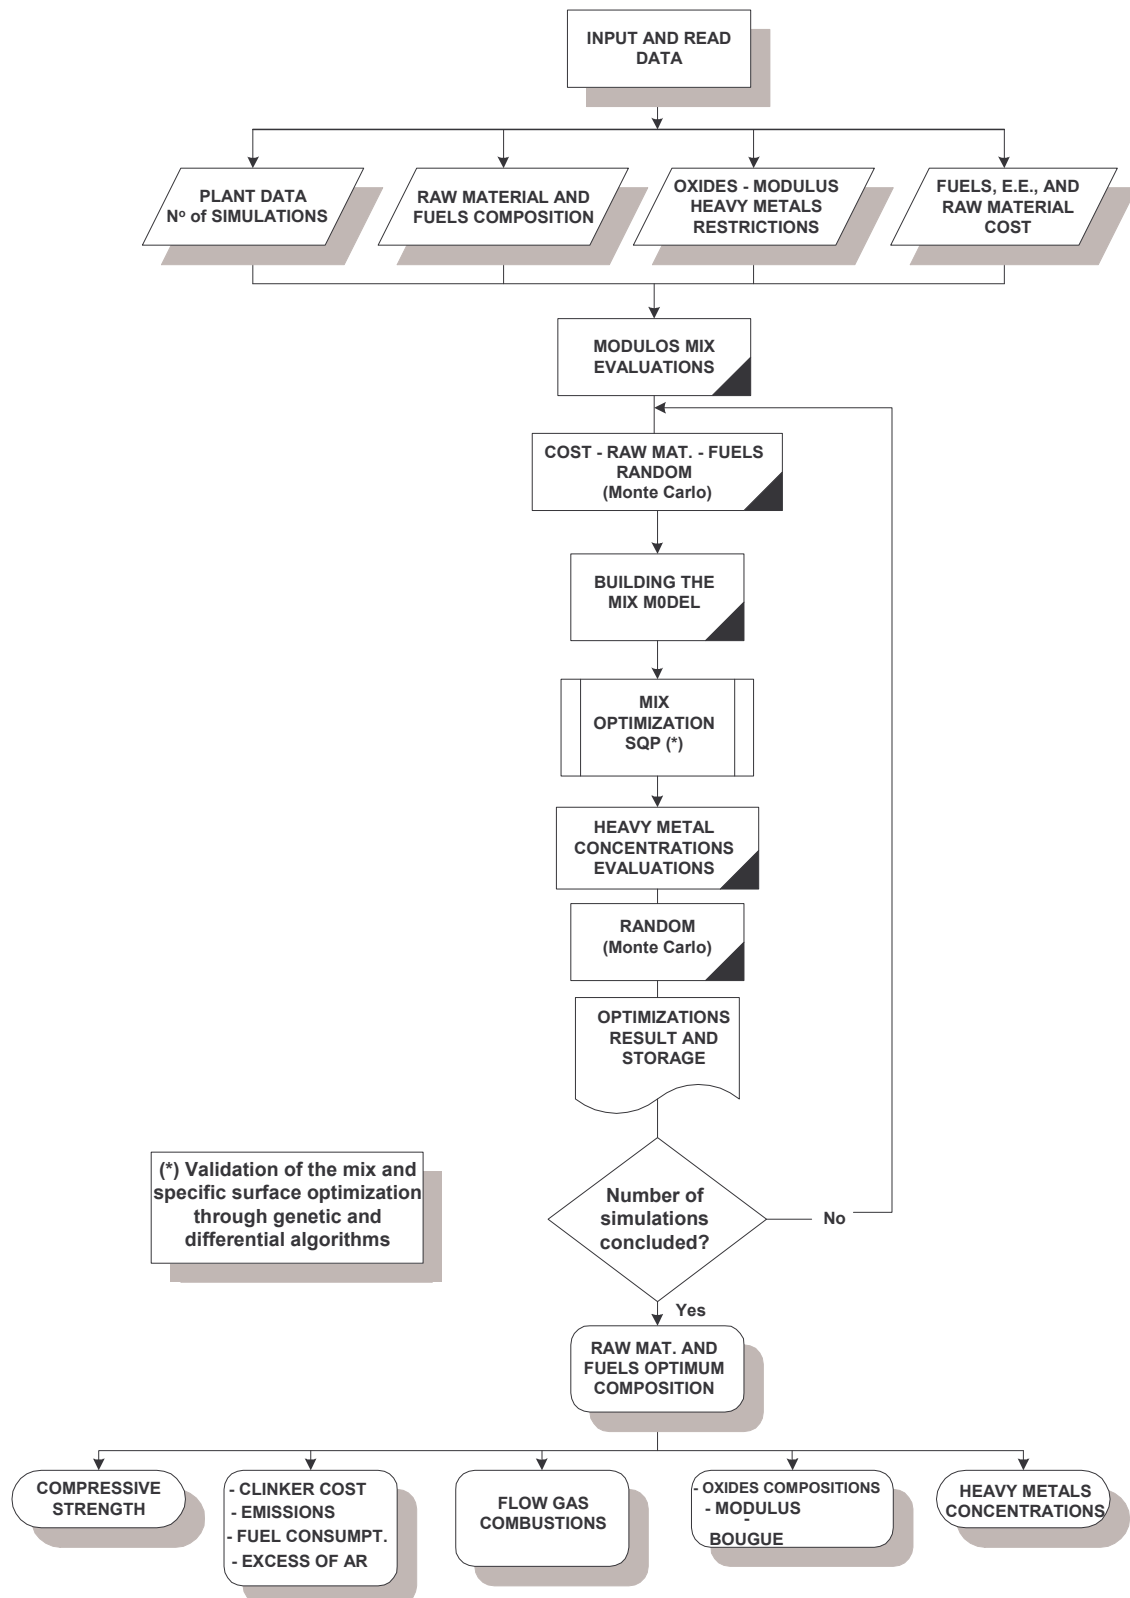 INPUT AND READ
DATA
PLANT DATA
Nº of SIMULATIONS
RAW MATERIAL AND
FUELS COMPOSITION
OXIDES - MODULUS
HEAVY METALS
RESTRICTIONS
FUELS, E.E., AND
RAW MATERIAL
COST
MODULOS MIX
EVALUATIONS
COST - RAW MAT. - FUELS
RANDOM
(Monte Carlo)
BUILDING THE
MIX M0DEL
MIX
OPTIMIZATION
SQP (*)
HEAVY METAL
CONCENTRATIONS
EVALUATIONS
RANDOM
(Monte Carlo)
OPTIMIZATIONS
RESULT AND
STORAGE
(*) Validation of the mix and
specific surface optimization
through genetic and
differential algorithms
Number of
simulations
concluded?
No
Yes
RAW MAT. AND
FUELS OPTIMUM
COMPOSITION
COMPRESSIVE
STRENGTH
- CLINKER COST
- EMISSIONS
- FUEL CONSUMPT.
- EXCESS OF AR
FLOW GAS
COMBUSTIONS
- OXIDES COMPOSITIONS
- MODULUS
-
BOUGUE
HEAVY METALS
CONCENTRATIONS